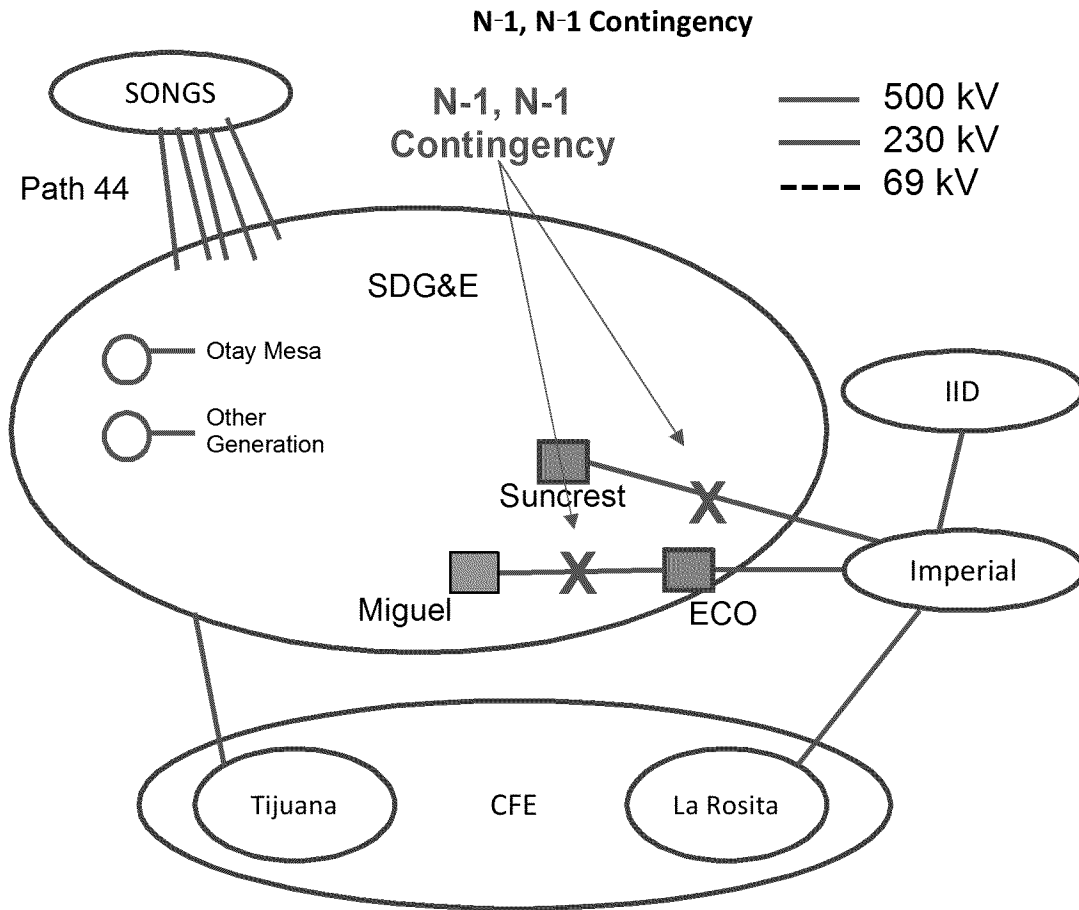 N-1, N-1 Contingency
SONGS
N-1, N-1
Contingency
500 kV
230 kV
69 kV
Path 44
SDG&E
Otay Mesa
Other
Generation
IID
Suncrest
X
X
Imperial
Miguel
ECO
Tijuana
CFE
La Rosita